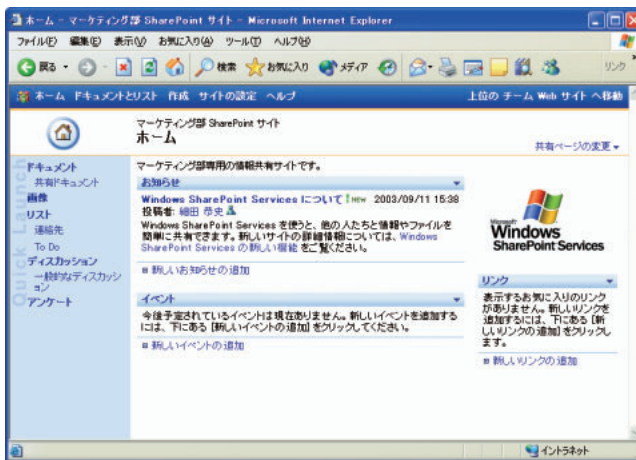 ホーム - マーケティング部 SharePoint サイト - Microsoft Internet Explorer
ファイル(F) 編集(E) 表示(V) お気に入り(A) ツール(T) ヘルプ(H)
戻る 検索 お気に入り メディア リンク
ホーム ドキュメントとリスト 作成 サイトの設定 ヘルプ 上位の チーム Web サイト へ移動
マーケティング部 SharePoint サイト
ホーム
共有ページの変更
Quick Launch
ドキュメント
共有ドキュメント
画像
リスト
連絡先
To Do
ディスカッション
一般的なディスカッシ
ョン
アンケート
マーケティング部専用の情報共有サイトです。
お知らせ
Windows SharePoint Services について ! new 2003/09/11 15:38
投稿者: 細田 恭史
Windows SharePoint Services を使うと、他の人たちと情報やファイルを
簡単に共有できます。新しいサイトの詳細情報については、Windows
SharePoint Services の新しい機能 をご覧ください。
新しいお知らせの追加
イベント
今後予定されているイベントは現在ありません。新しいイベントを追加する
には、下にある [新しいイベントの追加] をクリックしてください。
新しいイベントの追加
Microsoft
Windows
SharePoint Services
リンク
表示するお気に入りのリンク
がありません。新しいリンクを
追加するには、下にある [新
しいリンクの追加] をクリックし
ます。
新しいリンクの追加
イントラネット